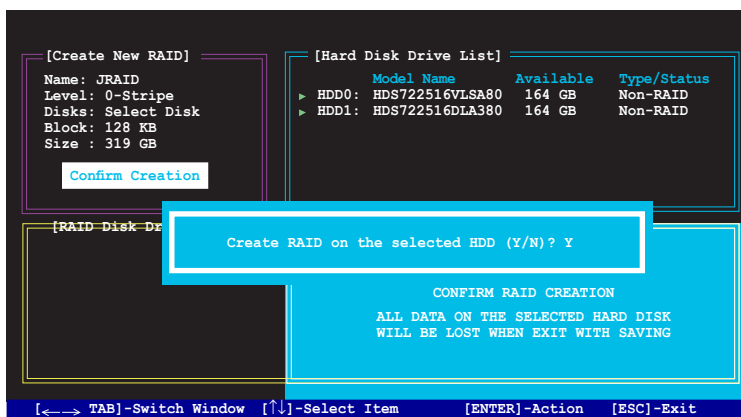 [Create New RAID]
Name: JRAID
Level: 0-Stripe
Disks: Select Disk
Block: 128 KB
Size : 319 GB
Confirm Creation
[Hard Disk Drive List]
Model Name Available Type/Status
► HDD0: HDS722516VLSA80 164 GB Non-RAID
► HDD1: HDS722516DLA380 164 GB Non-RAID
[RAID Disk Dr
Create RAID on the selected HDD (Y/N)? Y
CONFIRM RAID CREATION
ALL DATA ON THE SELECTED HARD DISK
WILL BE LOST WHEN EXIT WITH SAVING
[←→ TAB]-Switch Window [↑↓]-Select Item [ENTER]-Action [ESC]-Exit